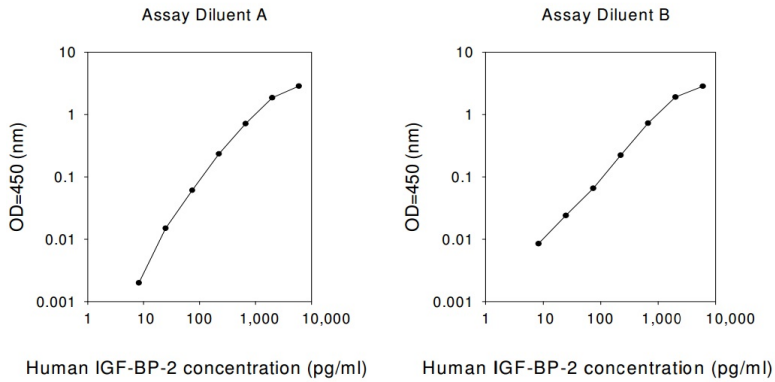 Assay Diluent A
10
1
0.1
0.01
0.001
OD=450 (nm)
1 10 100 1,000 10,000
Human IGF-BP-2 concentration (pg/ml)
Assay Diluent B
10
1
0.1
0.01
0.001
OD=450 (nm)
1 10 100 1,000 10,000
Human IGF-BP-2 concentration (pg/ml)